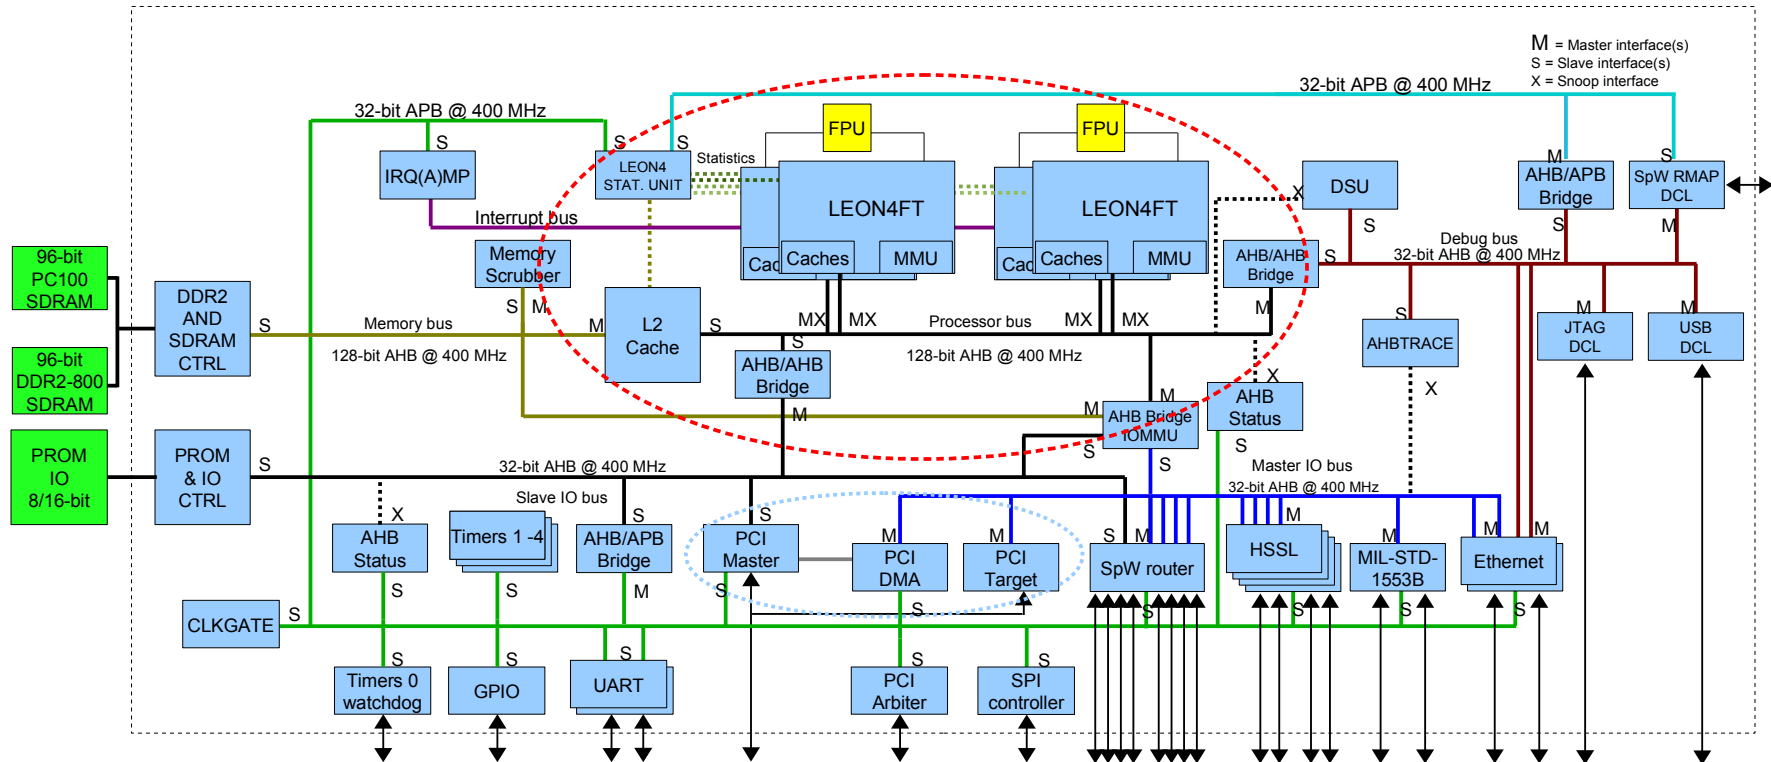 M = Master interface(s)
S = Slave interface(s)
X = Snoop interface
32-bit APB @ 400 MHz
32-bit APB @ 400 MHz
FPU
FPU
S
S
S
IRQ(A)MP
LEON4
STAT. UNIT
Statistics
LEON4FT
LEON4FT
X
DSU
M
AHB/APB
Bridge
S
SpW RMAP
DCL
Interrupt bus
S
S
M
Debug bus
32-bit AHB @ 400 MHz
96-bit
PC100
SDRAM
Memory
Scrubber
Cac
Caches
MMU
Cac
Caches
MMU
AHB/AHB
Bridge
S
DDR2
AND
SDRAM
CTRL
S
S
M
M
L2
Cache
S
MX
MX
MX
MX
M
Memory bus
Processor bus
128-bit AHB @ 400 MHz
128-bit AHB @ 400 MHz
S
AHB/AHB
Bridge
M
S
AHBTRACE
X
M
JTAG
DCL
M
USB
DCL
96-bit
DDR2-800
SDRAM
X
AHB
Status
S
M
M
AHB Bridge
IOMMU
S
S
PROM
IO
8/16-bit
PROM
& IO
CTRL
S
32-bit AHB @ 400 MHz
Slave IO bus
Master IO bus
32-bit AHB @ 400 MHz
X
AHB
Status
S
Timers 1 -4
S
S
AHB/APB
Bridge
M
S
PCI
Master
S
M
PCI
DMA
S
M
PCI
Target
S
M
SpW router
S
M
HSSL
S
M
MIL-STD-
1553B
S
M
M
Ethernet
S
CLKGATE
S
S
Timers 0
watchdog
S
GPIO
S
UART
S
PCI
Arbiter
S
SPI
controller